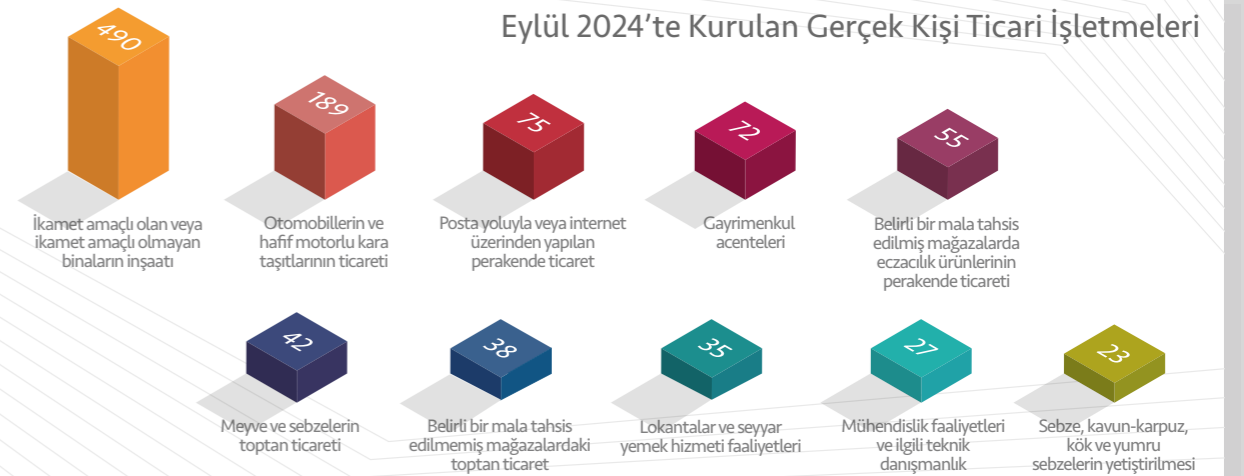 Eylül 2024'te Kurulan Gerçek Kişi Ticari İşletmeleri
490
İkamet amaçlı olan veya
ikamet amaçlı olmayan
binaların inşaatı
189
Otomobillerin ve
hafif motorlu kara
taşıtlarının ticareti
75
Posta yoluyla veya internet
üzerinden yapılan
perakende ticaret
72
Gayrimenkul
acenteleri
55
Belirli bir mala tahsis
edilmiş mağazalarda
eczacılık ürünlerinin
perakende ticareti
42
Meyve ve sebzelerin
toptan ticareti
38
Belirli bir mala tahsis
edilmemiş mağazalardaki
toptan ticaret
35
Lokantalar ve seyyar
yemek hizmeti faaliyetleri
27
Mühendislik faaliyetleri
ve ilgili teknik
danışmanlık
23
Sebze, kavun-karpuz,
kök ve yumru
sebzelerin yetiştirilmesi